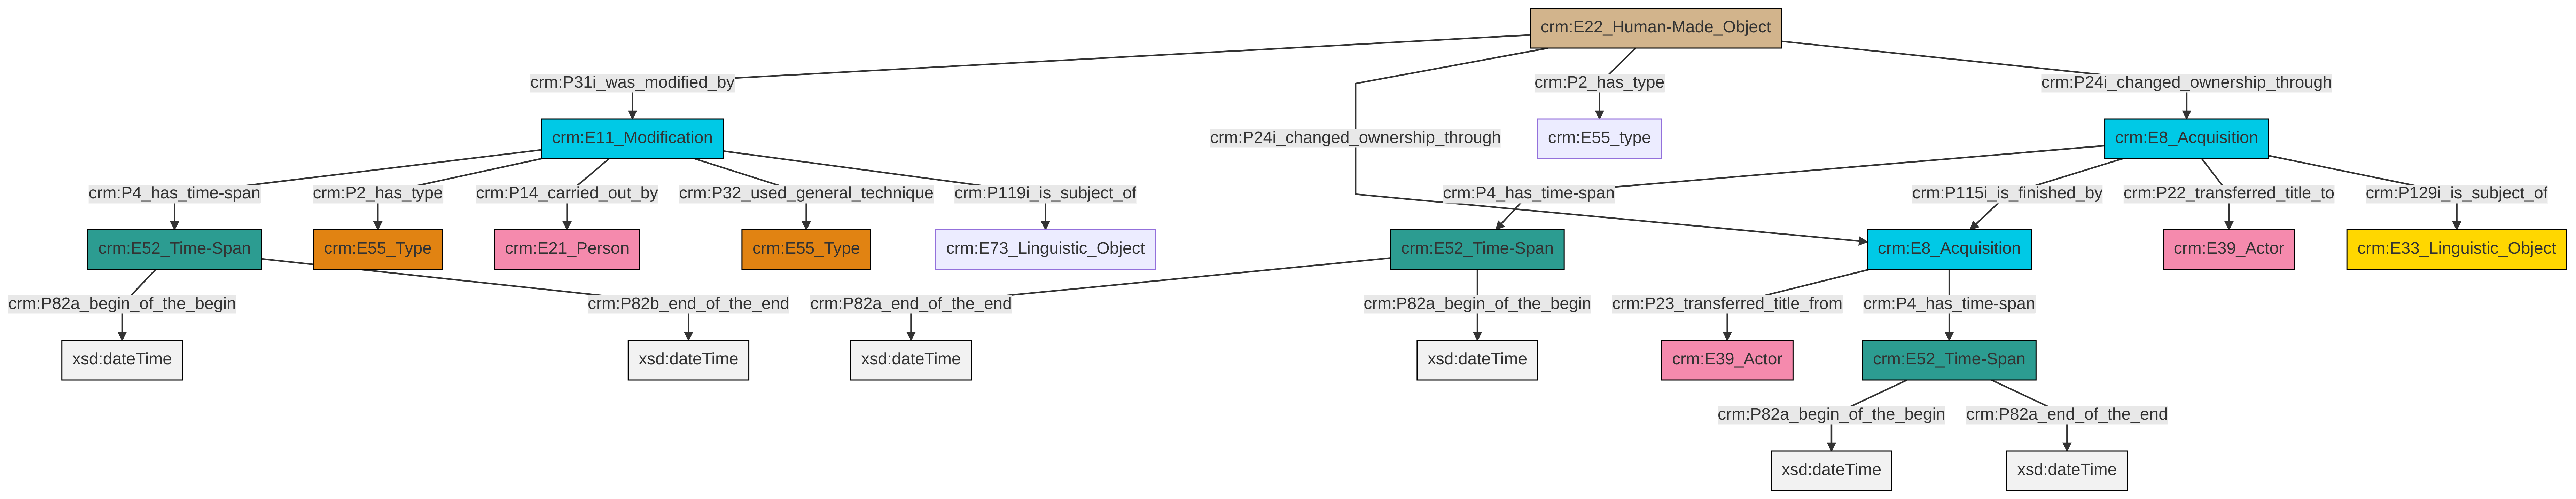 crm:E22_Human-Made_Object
crm:P31i_was_modified_by
crm:P2_has_type
crm:P24i_changed_ownership_through
crm:E11_Modification
crm:P24i_changed_ownership_through
crm:E55_type
crm:E8_Acquisition
crm:P4_has_time-span
crm:P2_has_type
crm:P14_carried_out_by
crm:P32_used_general_technique
crm:P119i_is_subject_of
crm:P4_has_time-span
crm:P115i_is_finished_by
crm:P22_transferred_title_to
crm:P129i_is_subject_of
crm:E52_Time-Span
crm:E55_Type
crm:E21_Person
crm:E55_Type
crm:E73_Linguistic_Object
crm:E52_Time-Span
crm:E8_Acquisition
crm:E39_Actor
crm:E33_Linguistic_Object
crm:P82a_begin_of_the_begin
crm:P82b_end_of_the_end
crm:P82a_end_of_the_end
crm:P82a_begin_of_the_begin
crm:P23_transferred_title_from
crm:P4_has_time-span
xsd:dateTime
xsd:dateTime
xsd:dateTime
xsd:dateTime
crm:E39_Actor
crm:E52_Time-Span
crm:P82a_begin_of_the_begin
crm:P82a_end_of_the_end
xsd:dateTime
xsd:dateTime